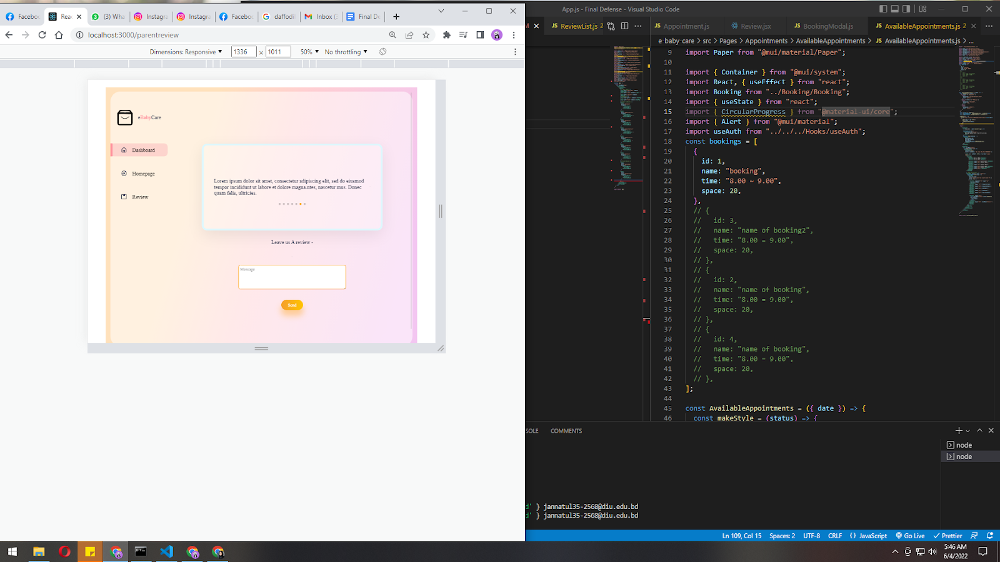 Faceboc
Reac
(3) Wha
Instagra
Instagra
Faceboc
daffodil
Inbox (3
Final De
localhost:3000/parentreview
Dimensions: Responsive
1336
×
1011
50%
No throttling
eBabyCare
Dashboard
Homepage
Review
Lorem ipsum dolor sit amet, consectetur adipiscing elit, sed do eiusmod
tempor incididunt ut labore et dolore magna.ntes, nascetur mus. Donec
quam felis, ultricies.
Leave us A review -
Message
Send
App.js - Final Defense - Visual Studio Code
M
JS ReviewList.js 2
JS Appointment.js
Review.jsx
JS BookingModal.js
JS AvailableAppointments.js 2
e-baby-care > src > Pages > Appointments > AvailableAppointments > JS AvailableAppointments.js > ...
9 import Paper from "@mui/material/Paper";
10
11 import { Container } from "@mui/system";
12 import React, { useEffect } from "react";
13 import Booking from "../Booking/Booking";
14 import { useState } from "react";
15 import { CircularProgress } from "@material-ui/core";
16 import { Alert } from "@mui/material";
17 import useAuth from "../../../Hooks/useAuth";
18 const bookings = [
19 {
20 id: 1,
21 name: "booking",
22 time: "8.00 ~ 9.00",
23 space: 20,
24 },
25 // {
26 // id: 3,
27 // name: "name of booking2",
28 // time: "8.00 = 9.00",
29 // space: 20,
30 // },
31 // {
32 // id: 2,
33 // name: "name of booking",
34 // time: "8.00 = 9.00",
35 // space: 20,
36 // },
37 // {
38 // id: 4,
39 // name: "name of booking",
40 // time: "8.00 = 9.00",
41 // space: 20,
42 // },
43 ];
44
45 const AvailableAppointments = ({ date }) => {
46 const makeStyle = (status) => {
SOLE
COMMENTS
node
node
d' } jannatul35-2568@diu.edu.bd
d' } jannatul35-2568@diu.edu.bd
Ln 109, Col 15
Spaces: 2
UTF-8
CRLF
{} JavaScript
Go Live
Prettier
5:46 AM
6/4/2022